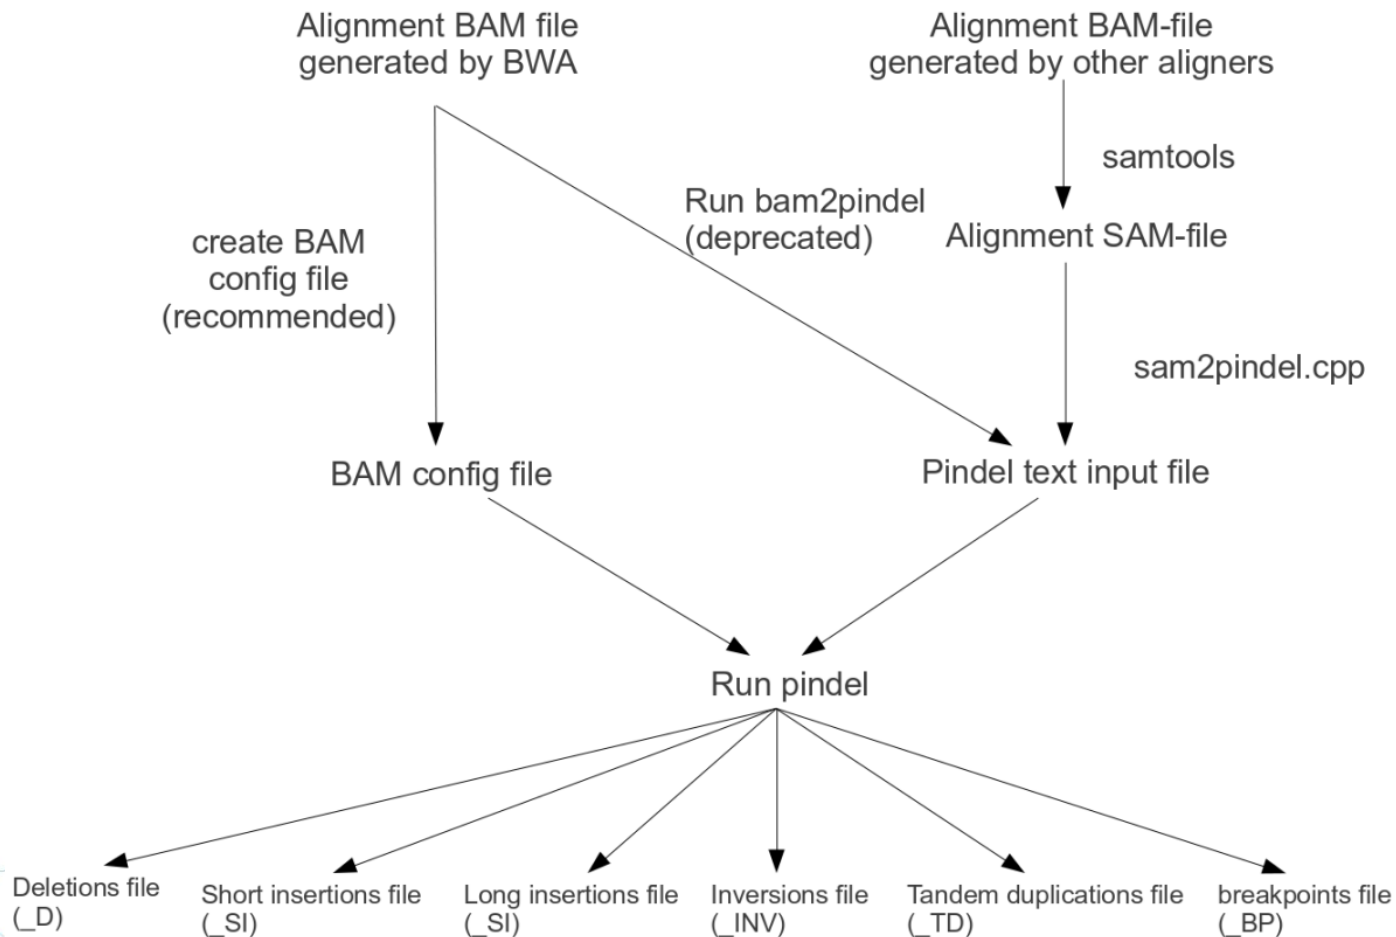 Alignment BAM file
generated by BWA
Alignment BAM-file
generated by other aligners
samtools
Run bam2pindel
(deprecated)
create BAM
config file
(recommended)
Alignment SAM-file
sam2pindel.cpp
BAM config file
Pindel text input file
Run pindel
Deletions file
(_D)
Short insertions file
(_SI)
Long insertions file
(_SI)
Inversions file
(_INV)
Tandem duplications file
(_TD)
breakpoints file
(_BP)